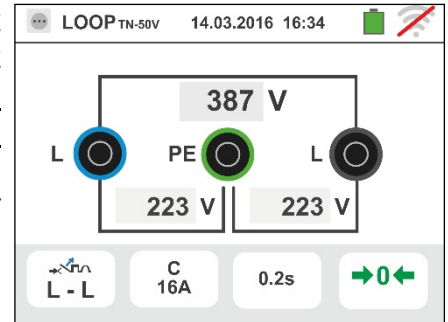 LOOP TN-50V 14.03.2016 16:34
387 V
L PE L
223 V 223 V
L - L C 16A 0.2s →0←